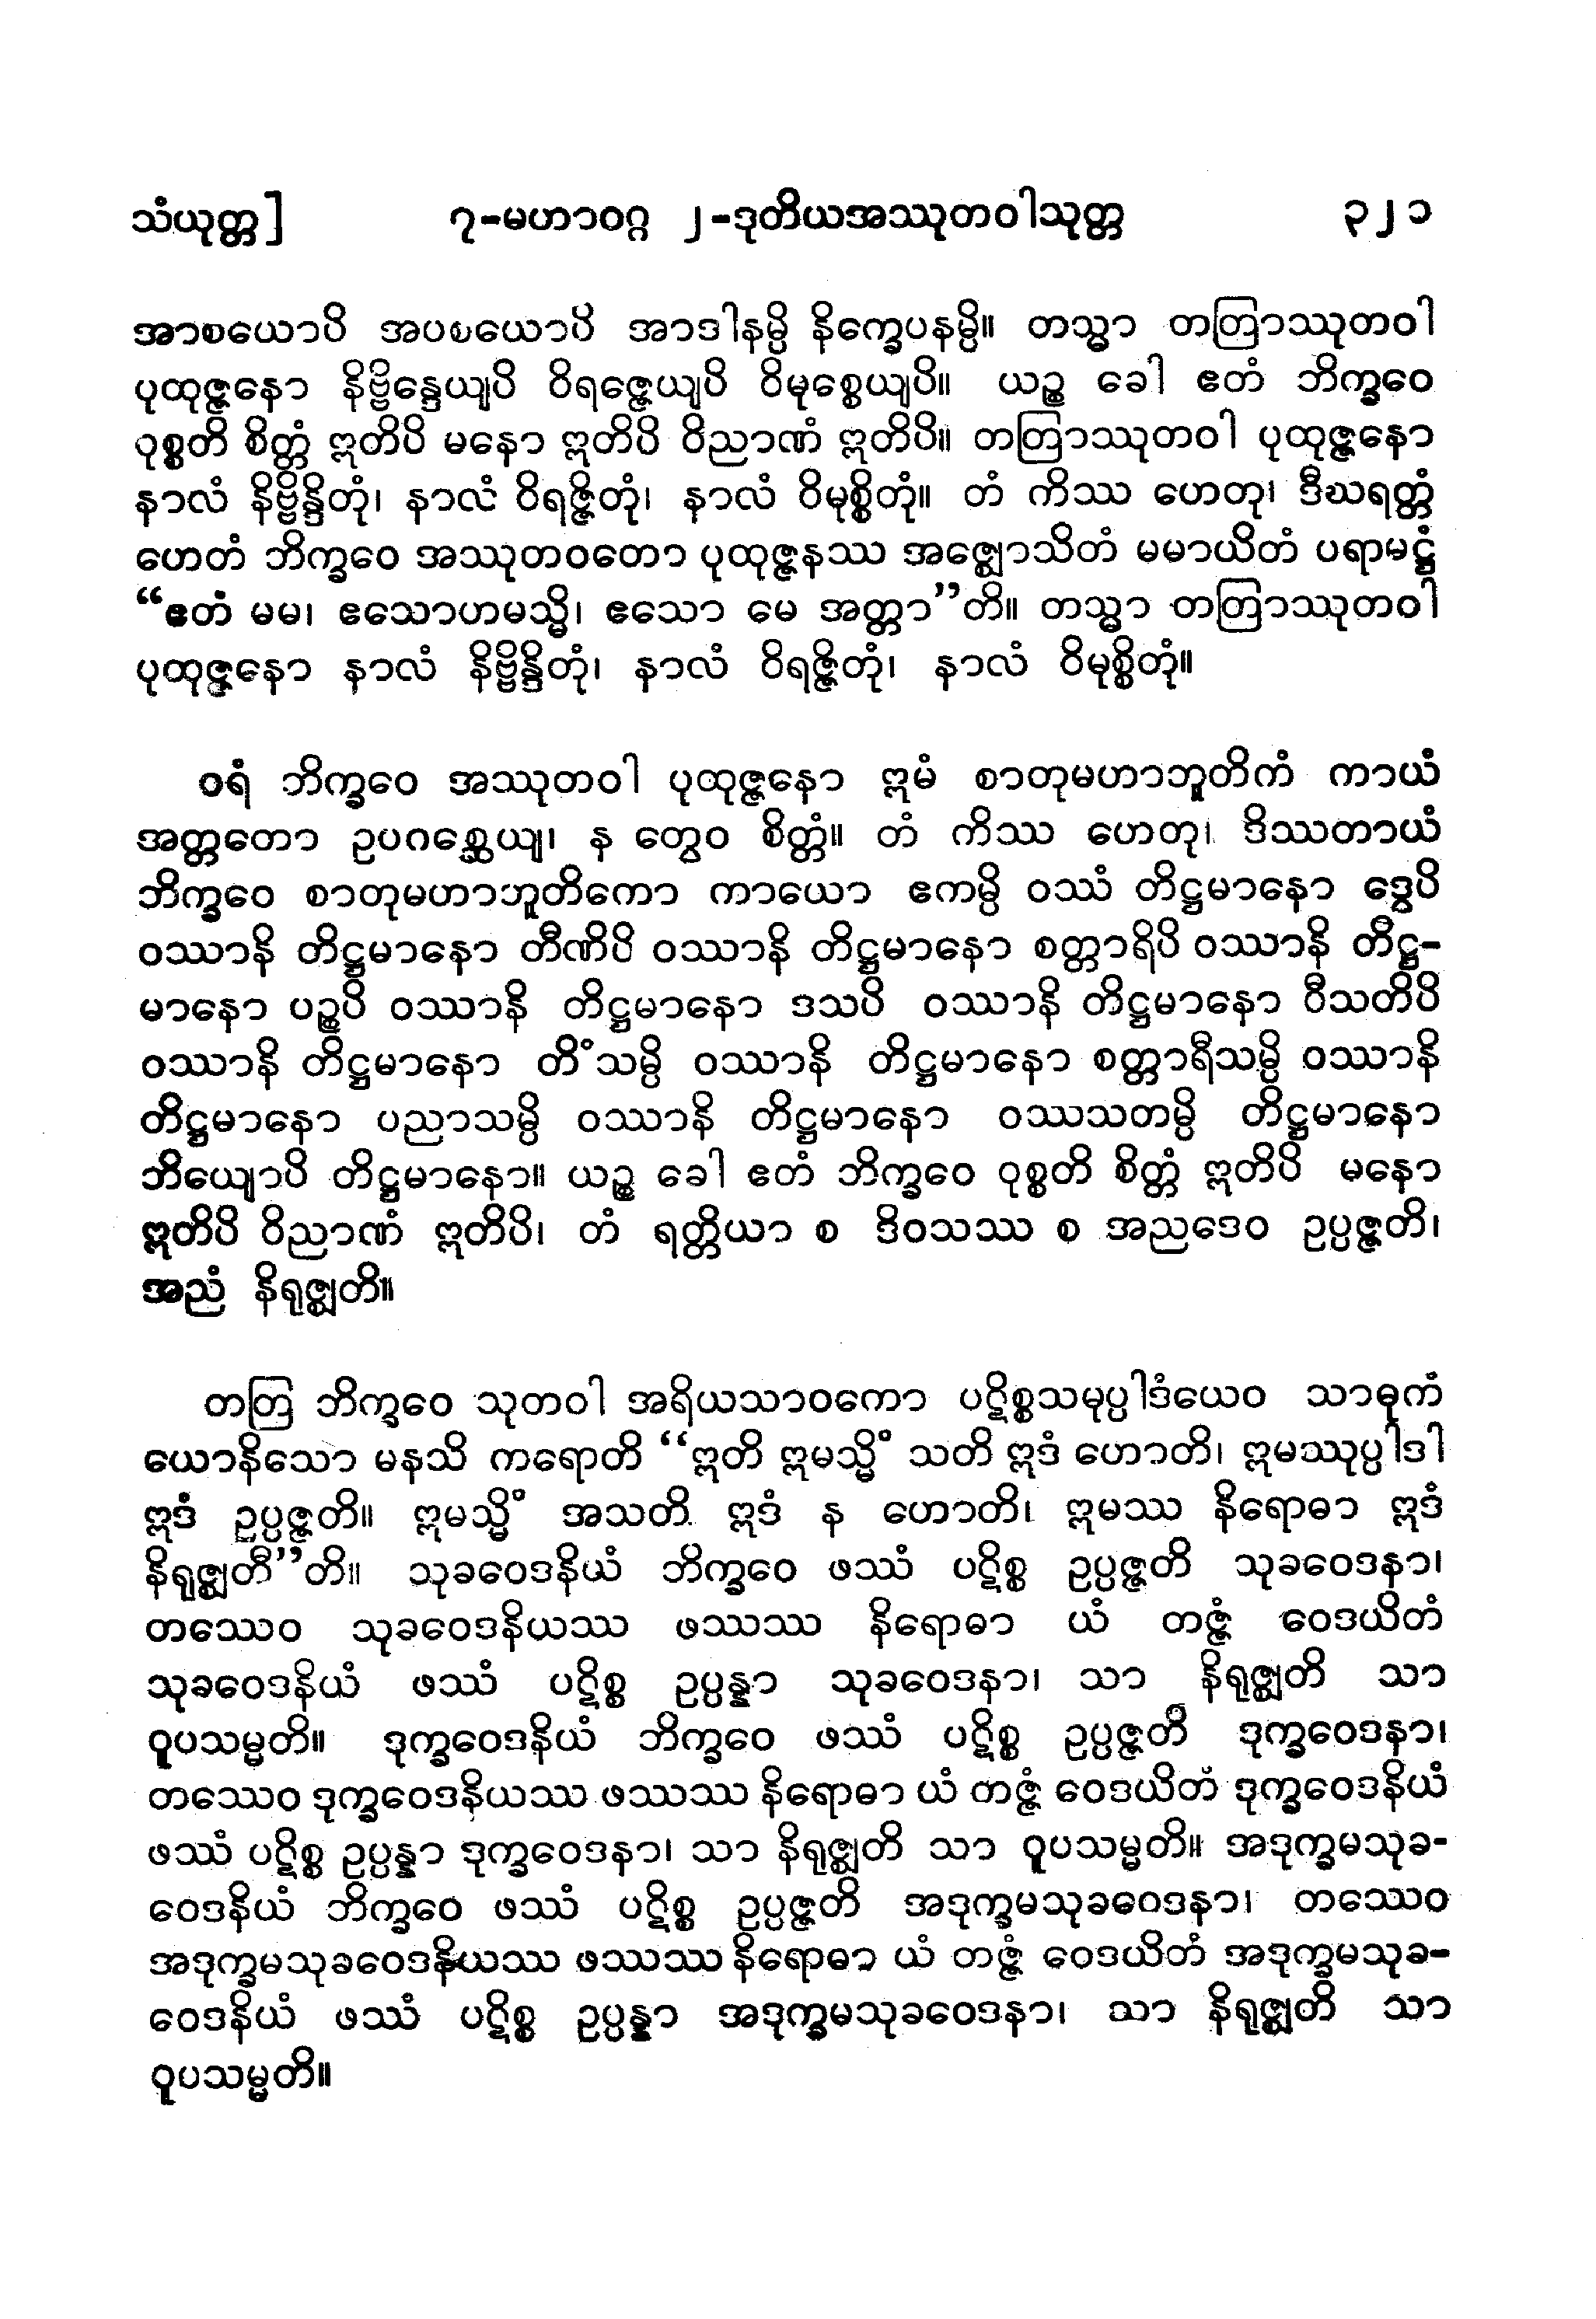 သံယုတ္တ] ၇-မဟာဝဂ္ဂ ၂-ဒုတိယအဿုတဝါသုတ္တ ၃၂၁
အာစယောပိ အပစယောပိ အာဒါနမ္ပိ နိက္ခေပနမ္ပိ။ တသ္မာ တတြာဿုတဝါ
ပုထုဇ္ဇနော နိဗ္ဗိန္ဒေယျပိ ဝိရဇ္ဇေယျပိ ဝိမုစ္စေယျပိ။ ယဉ္စ ခေါ ဧတံ ဘိက္ခဝေ
ဝုစ္စတိ စိတ္တံ ဣတိပိ မနော ဣတိပိ ဝိညာဏံ ဣတိပိ။ တတြာဿုတဝါ ပုထုဇ္ဇနော
နာလံ နိဗ္ဗိန္ဒိတုံ၊ နာလံ ဝိရဇ္ဇိတုံ၊ နာလံ ဝိမုစ္စိတုံ။ တံ ကိဿ ဟေတု၊ ဒီဃရတ္တံ
ဟေတံ ဘိက္ခဝေ အဿုတဝတော ပုထုဇ္ဇနဿ အဇ္ဈောသိတံ မမာယိတံ ပရာမဋ္ဌံ
“ဧတံ မမ၊ ဧသောဟမသ္မိ၊ ဧသော မေ အတ္တာ”တိ။ တသ္မာ တတြာဿုတဝါ
ပုထုဇ္ဇနော နာလံ နိဗ္ဗိန္ဒိတုံ၊ နာလံ ဝိရဇ္ဇိတုံ၊ နာလံ ဝိမုစ္စိတုံ။
ဝရံ ဘိက္ခဝေ အဿုတဝါ ပုထုဇ္ဇနော ဣမံ စာတုမဟာဘူတိကံ ကာယံ
အတ္တတော ဥပဂစ္ဆေယျ၊ န တွေဝ စိတ္တံ။ တံ ကိဿ ဟေတု၊ ဒိဿတာယံ
ဘိက္ခဝေ စာတုမဟာဘူတိကော ကာယော ဧကမ္ပိ ဝဿံ တိဋ္ဌမာနော ဒွေပိ
ဝဿာနိ တိဋ္ဌမာနော တီဏိပိ ဝဿာနိ တိဋ္ဌမာနော စတ္တာရိပိ ဝဿာနိ တိဋ္ဌ-
မာနော ပဉ္စပိ ဝဿာနိ တိဋ္ဌမာနော ဒသပိ ဝဿာနိ တိဋ္ဌမာနော ဝီသတိပိ
ဝဿာနိ တိဋ္ဌမာနော တိံသမ္ပိ ဝဿာနိ တိဋ္ဌမာနော စတ္တာရီသမ္ပိ ဝဿာနိ
တိဋ္ဌမာနော ပညာသမ္ပိ ဝဿာနိ တိဋ္ဌမာနော ဝဿသတမ္ပိ တိဋ္ဌမာနော
ဘိယျောပိ တိဋ္ဌမာနော။ ယဉ္စ ခေါ ဧတံ ဘိက္ခဝေ ဝုစ္စတိ စိတ္တံ ဣတိပိ မနော
ဣတိပိ ဝိညာဏံ ဣတိပိ၊ တံ ရတ္တိယာ စ ဒိဝသဿ စ အညဒေဝ ဥပ္ပဇ္ဇတိ၊
အညံ နိရုဇ္ဈတိ။
တတြ ဘိက္ခဝေ သုတဝါ အရိယသာဝကော ပဋိစ္စသမုပ္ပါဒံယေဝ သာဓုကံ
ယောနိသော မနသိ ကရောတိ “ဣတိ ဣမသ္မိံ သတိ ဣဒံ ဟောတိ၊ ဣမဿုပ္ပါဒါ
ဣဒံ ဥပ္ပဇ္ဇတိ။ ဣမသ္မိံ အသတိ ဣဒံ န ဟောတိ၊ ဣမဿ နိရောဓာ ဣဒံ
နိရုဇ္ဈတီ”တိ။ သုခဝေဒနိယံ ဘိက္ခဝေ ဖဿံ ပဋိစ္စ ဥပ္ပဇ္ဇတိ သုခဝေဒနာ၊
တဿေဝ သုခဝေဒနိယဿ ဖဿဿ နိရောဓာ ယံ တဇ္ဇံ ဝေဒယိတံ
သုခဝေဒနိယံ ဖဿံ ပဋိစ္စ ဥပ္ပန္နာ သုခဝေဒနာ၊ သာ နိရုဇ္ဈတိ သာ
ဝူပသမ္မတိ။ ဒုက္ခဝေဒနိယံ ဘိက္ခဝေ ဖဿံ ပဋိစ္စ ဥပ္ပဇ္ဇတိ ဒုက္ခဝေဒနာ၊
တဿေဝ ဒုက္ခဝေဒနိယဿ ဖဿဿ နိရောဓာ ယံ တဇ္ဇံ ဝေဒယိတံ ဒုက္ခဝေဒနိယံ
ဖဿံ ပဋိစ္စ ဥပ္ပန္နာ ဒုက္ခဝေဒနာ၊ သာ နိရုဇ္ဈတိ သာ ဝူပသမ္မတိ။ အဒုက္ခမသုခ-
ဝေဒနိယံ ဘိက္ခဝေ ဖဿံ ပဋိစ္စ ဥပ္ပဇ္ဇတိ အဒုက္ခမသုခဝေဒနာ၊ တဿေဝ
အဒုက္ခမသုခဝေဒနိယဿ ဖဿဿ နိရောဓာ ယံ တဇ္ဇံ ဝေဒယိတံ အဒုက္ခမသုခ-
ဝေဒနိယံ ဖဿံ ပဋိစ္စ ဥပ္ပန္နာ အဒုက္ခမသုခဝေဒနာ၊ သာ နိရုဇ္ဈတိ သာ
ဝူပသမ္မတိ။